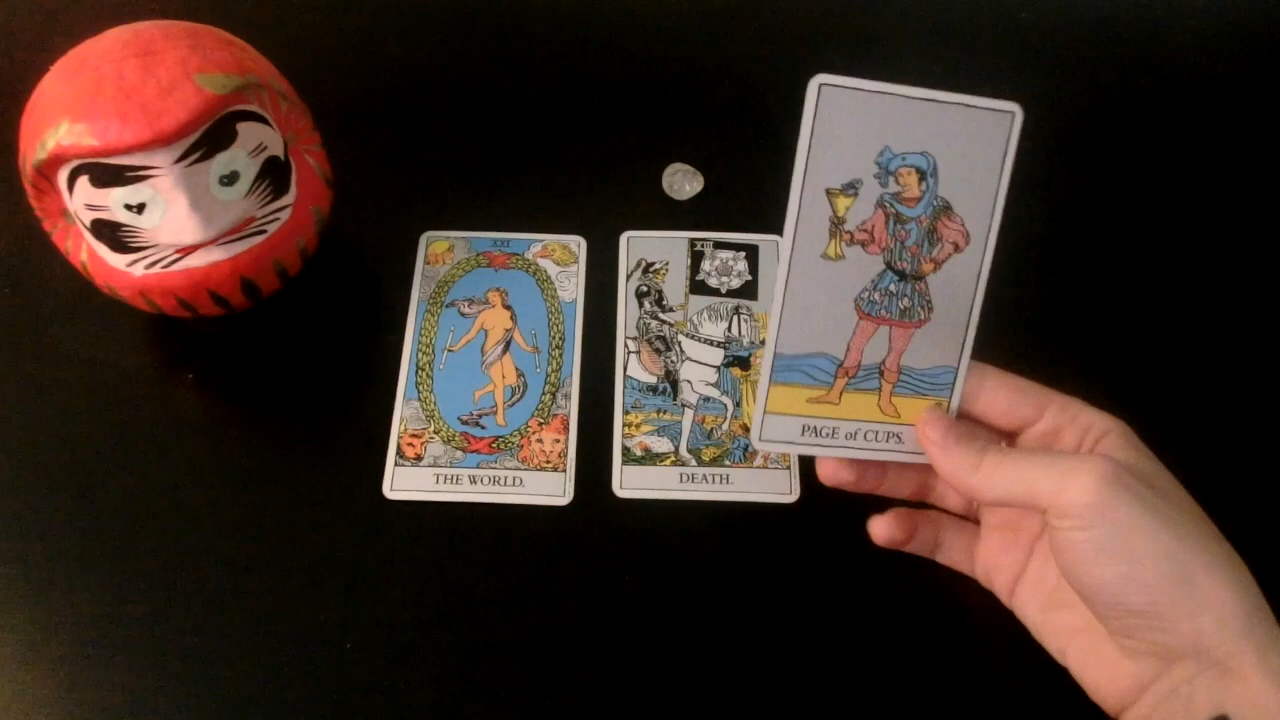 XXI
THE WORLD.
XIII
DEATH.
PAGE of CUPS.